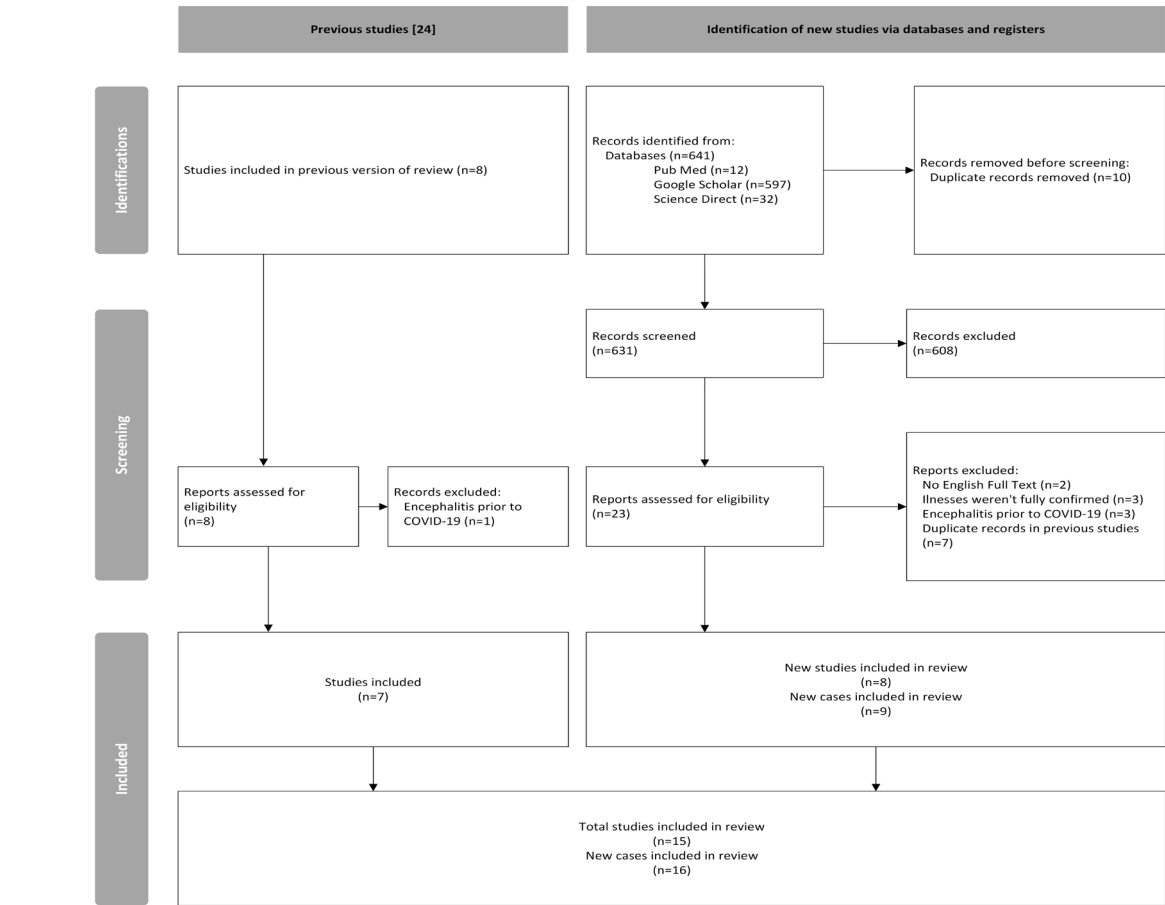 Previous studies [24]
Identification of new studies via databases and registers
Identifications
Studies included in previous version of review (n=8)
Records identified from:
Databases (n=641)
Pub Med (n=12)
Google Scholar (n=597)
Science Direct (n=32)
Records removed before screening:
Duplicate records removed (n=10)
Screening
Records screened
(n=631)
Records excluded
(n=608)
Reports assessed for
eligibility
(n=8)
Records excluded:
Encephalitis prior to
COVID-19 (n=1)
Reports assessed for eligibility
(n=23)
Reports excluded:
No English Full Text (n=2)
Ilnesses weren't fully confirmed (n=3)
Encephalitis prior to COVID-19 (n=3)
Duplicate records in previous studies
(n=7)
Included
Studies included
(n=7)
New studies included in review
(n=8)
New cases included in review
(n=9)
Total studies included in review
(n=15)
New cases included in review
(n=16)